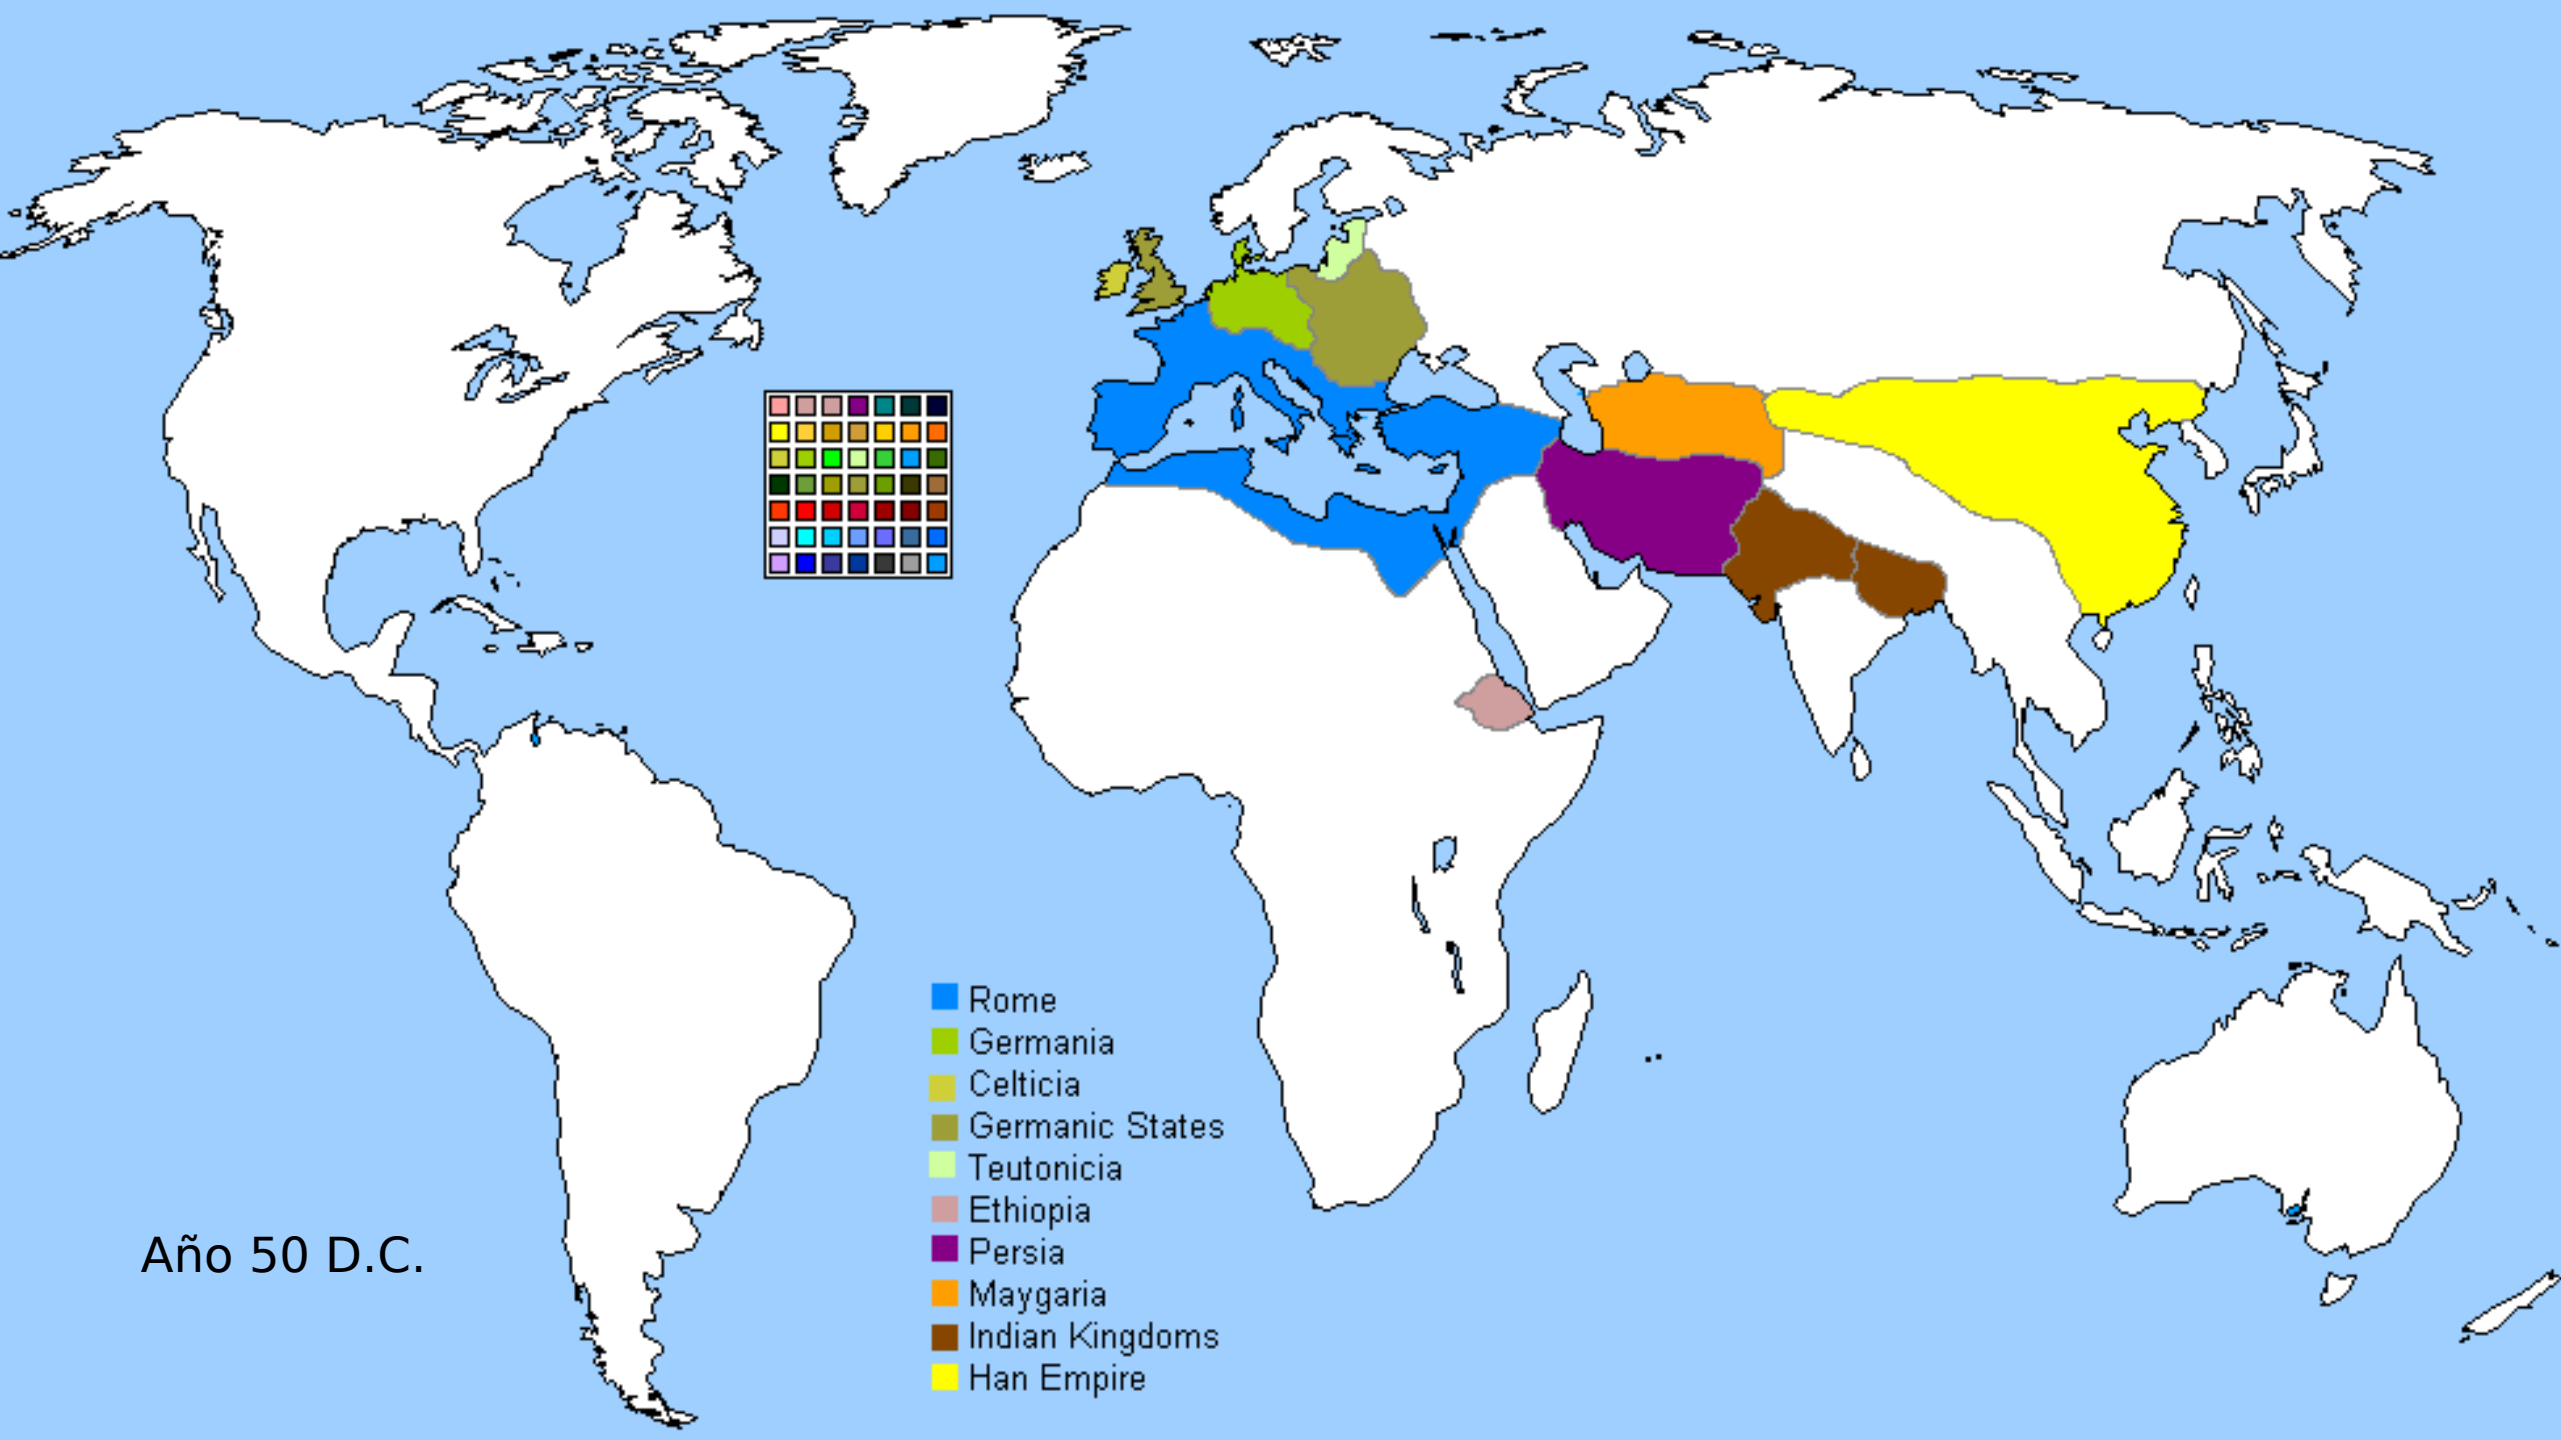 Rome
Germania
Celticia
Germanic States
Teutonicia
Ethiopia
Persia
Maygaria
Indian Kingdoms
Han Empire
Año 50 D.C.